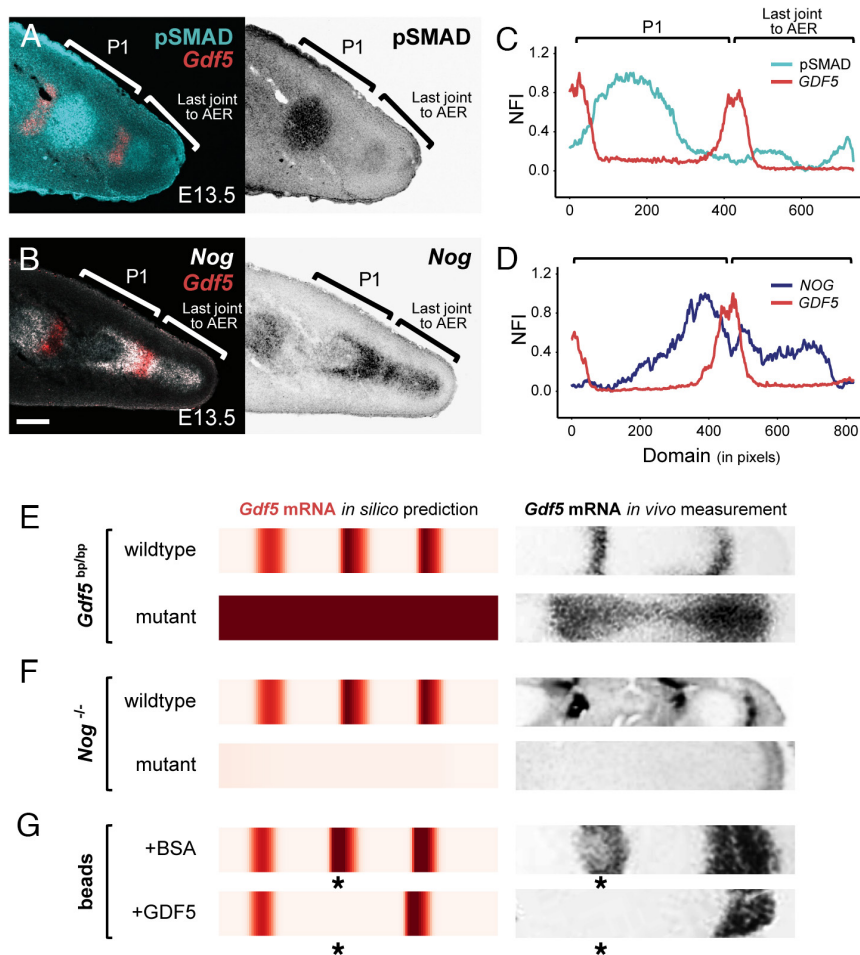 A
pSMAD
Gdf5
P1
Last joint
to AER
E13.5
P1
pSMAD
Last joint
to AER
B
Nog
Gdf5
P1
Last joint
to AER
E13.5
P1
Nog
Last joint
to AER
C
P1
Last joint
to AER
pSMAD
GDF5
NFI
1.2
0.8
0.4
0.0
0
200
400
600
D
NOG
GDF5
NFI
1.2
0.8
0.4
0.0
0
200
400
600
800
Domain (in pixels)
Gdf5 mRNA in silico prediction
Gdf5 mRNA in vivo measurement
E
Gdf5 bp/bp
wildtype
mutant
F
Nog -/-
wildtype
mutant
G
beads
+BSA
* *
+GDF5
* *